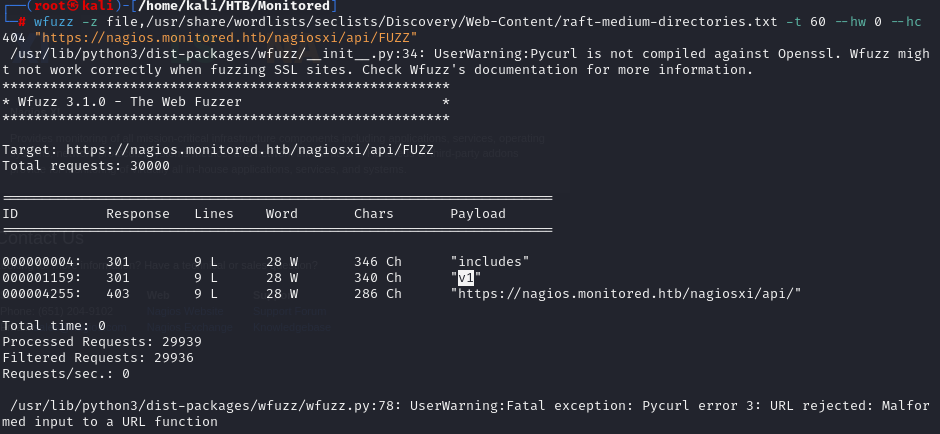 ┌──(root㉿kali)-[/home/kali/HTB/Monitored]
└─# wfuzz -z file,/usr/share/wordlists/seclists/Discovery/Web-Content/raft-medium-directories.txt -t 60 --hw 0 --hc
404 "https://nagios.monitored.htb/nagiosxi/api/FUZZ"
/usr/lib/python3/dist-packages/wfuzz/__init__.py:34: UserWarning:Pycurl is not compiled against Openssl. Wfuzz migh
t not work correctly when fuzzing SSL sites. Check Wfuzz's documentation for more information.
********************************************************
* Wfuzz 3.1.0 - The Web Fuzzer                         *
********************************************************
Target: https://nagios.monitored.htb/nagiosxi/api/FUZZ
Total requests: 30000
=====================================================================
ID           Response   Lines    Word       Chars       Payload
=====================================================================
000000004:   301        9 L      28 W       346 Ch      "includes"
000001159:   301        9 L      28 W       340 Ch      "v1"
000004255:   403        9 L      28 W       286 Ch      "https://nagios.monitored.htb/nagiosxi/api/"
Total time: 0
Processed Requests: 29939
Filtered Requests: 29936
Requests/sec.: 0
/usr/lib/python3/dist-packages/wfuzz/wfuzz.py:78: UserWarning:Fatal exception: Pycurl error 3: URL rejected: Malfor
med input to a URL function